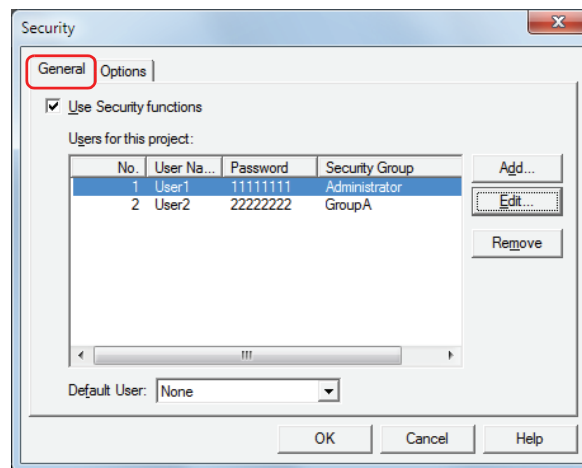 Security
General Options
Use Security functions
Users for this project:
No. User Na... Password Security Group
1 User1 11111111 Administrator
2 User2 22222222 GroupA
Add...
Edit...
Remove
Default User: None
OK Cancel Help